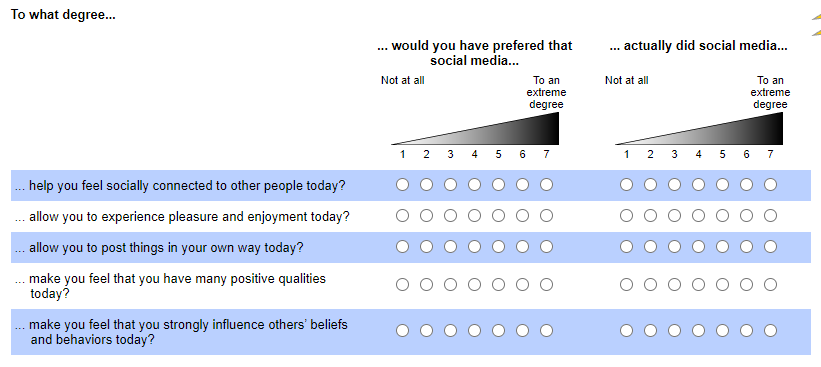 To what degree...
... would you have prefered that
social media...
... actually did social media...
Not at all
To an
extreme
degree
Not at all
To an
extreme
degree
1 2 3 4 5 6 7
1 2 3 4 5 6 7
... help you feel socially connected to other people today?
... allow you to experience pleasure and enjoyment today?
... allow you to post things in your own way today?
... make you feel that you have many positive qualities
today?
... make you feel that you strongly influence others' beliefs
and behaviors today?